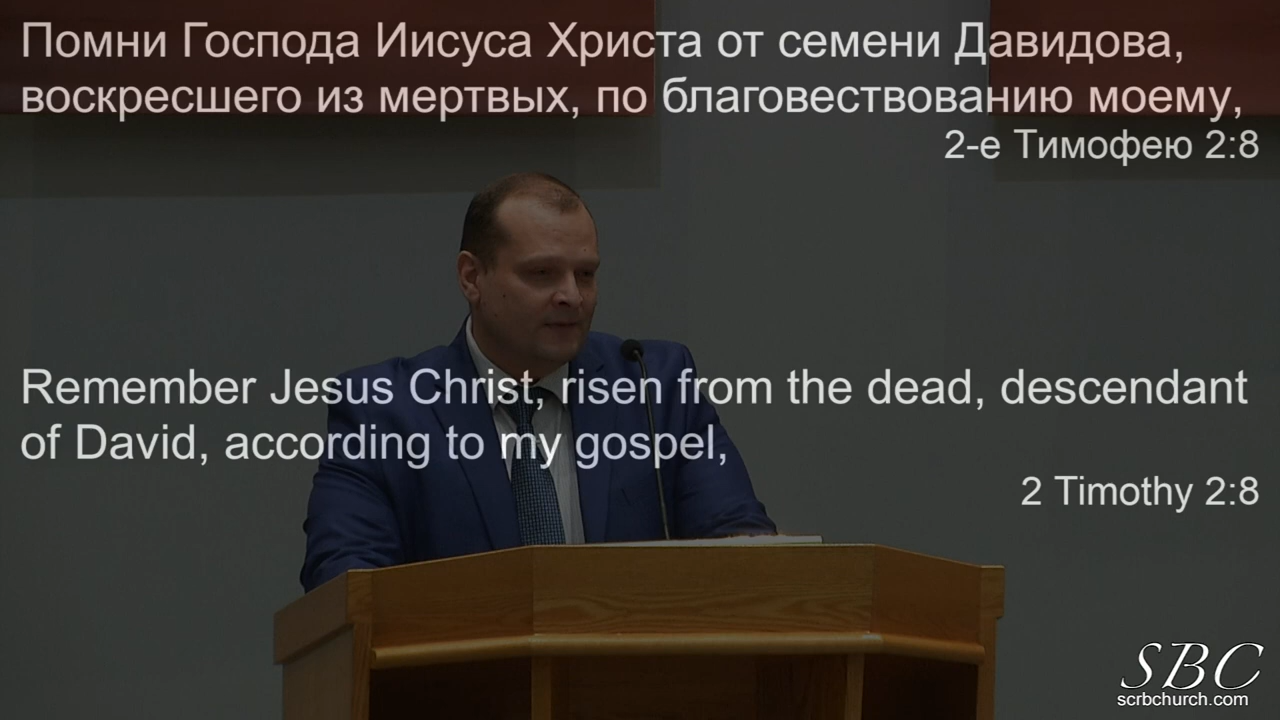 Помни Господа Иисуса Христа от семени Давидова,
воскресшего из мертвых, по благовествованию моему,
2-е Тимофею 2:8
Remember Jesus Christ, risen from the dead, descendant
of David, according to my gospel,
2 Timothy 2:8
SBC
scrbchurch.com